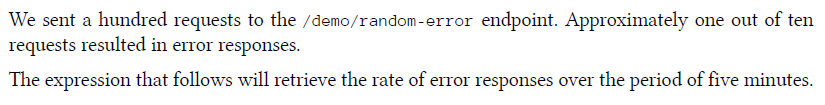 We sent a hundred requests to the /demo/random-error endpoint. Approximately one out of ten
requests resulted in error responses.
The expression that follows will retrieve the rate of error responses over the period of five minutes.